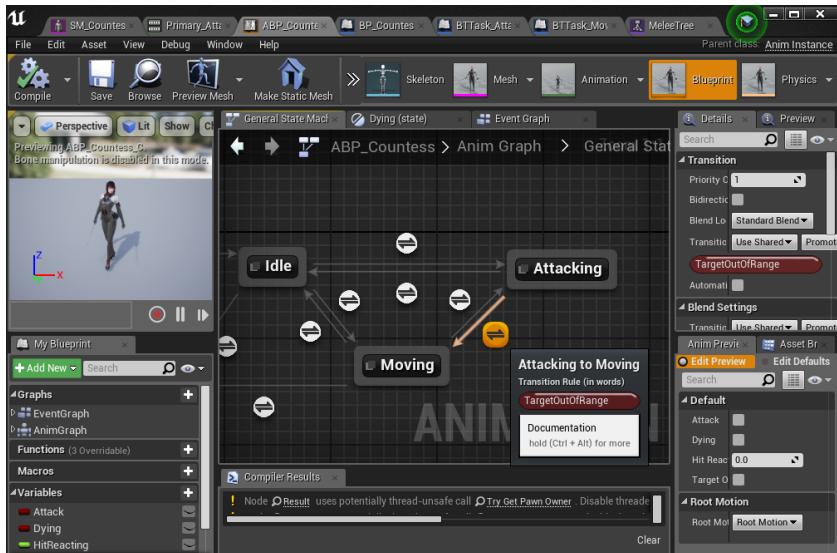 SM_Countes
Primary_Atta
ABP_Counte
BP_Countes
BTTask_Atta
BTTask_Mov
MeleeTree
File Edit Asset View Debug Window Help
Parent class: Anim Instance
Compile
Save
Browse
Preview Mesh
Make Static Mesh
Skeleton
Mesh
Animation
Blueprint
Physics
Perspective
Lit
Show
Previewing ABP_Countess_C.
Bone manipulation is disabled in this mode.
z
x
General State Mach
Dying (state)
Event Graph
ABP_Countess > Anim Graph > General Stat
Idle
Attacking
Moving
ANIM
Attacking to Moving
Transition Rule (in words)
TargetOutOfRange
Documentation
hold (Ctrl + Alt) for more
My Blueprint
+ Add New
Search
Graphs
EventGraph
AnimGraph
Functions (3 Overridable)
Macros
Variables
Attack
Dying
HitReacting
Compiler Results
! Node Result uses potentially thread-unsafe call Try Get Pawn Owner . Disable threade
Clear
Details
Preview
Search
Transition
Priority O 1
Bidirectic
Blend Lo Standard Blend
Transitic Use Shared Promot
TargetOutOfRange
Automati
Blend Settings
Transitic Use Shared Promot
Anim Previe
Asset Br
Edit Preview
Edit Defaults
Search
Default
Attack
Dying
Hit Reac 0.0
Target O
Root Motion
Root Mot Root Motion